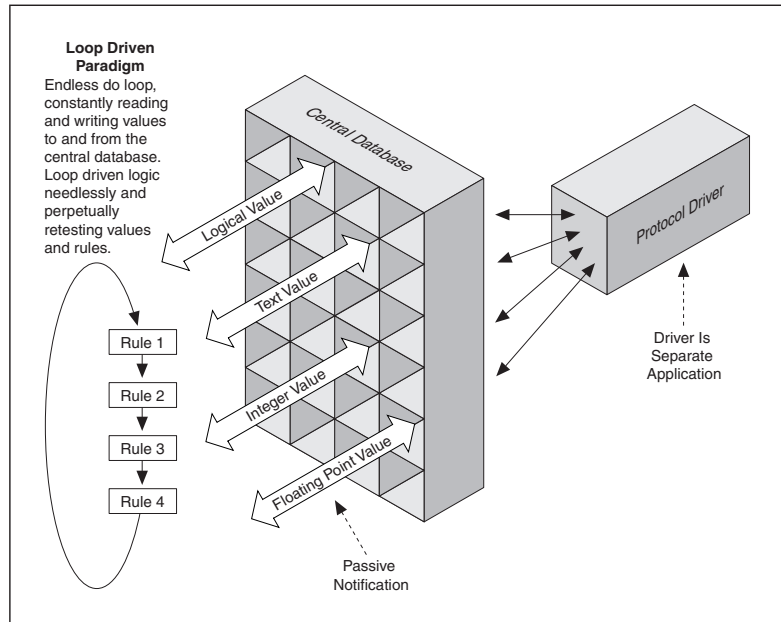 Loop Driven
Paradigm
Endless do loop,
constantly reading
and writing values
to and from the
central database.
Loop driven logic
needlessly and
perpetually
retesting values
and rules.
Rule 1
Rule 2
Rule 3
Rule 4
Central Database
Logical Value
Text Value
Integer Value
Floating Point Value
Passive
Notification
Protocol Driver
Driver Is
Separate
Application